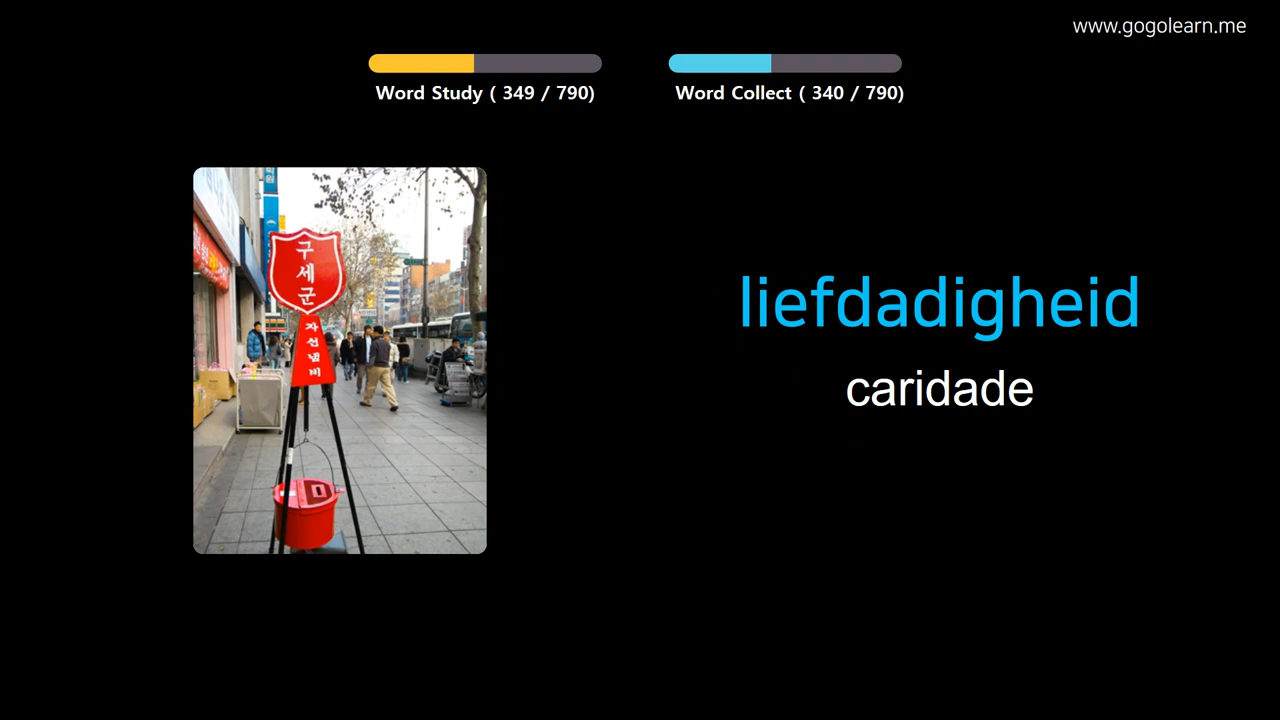 www.gogolearn.me
Word Study ( 349 / 790)
Word Collect ( 340 / 790)
구세군
자선냄비
liefdadigheid
caridade